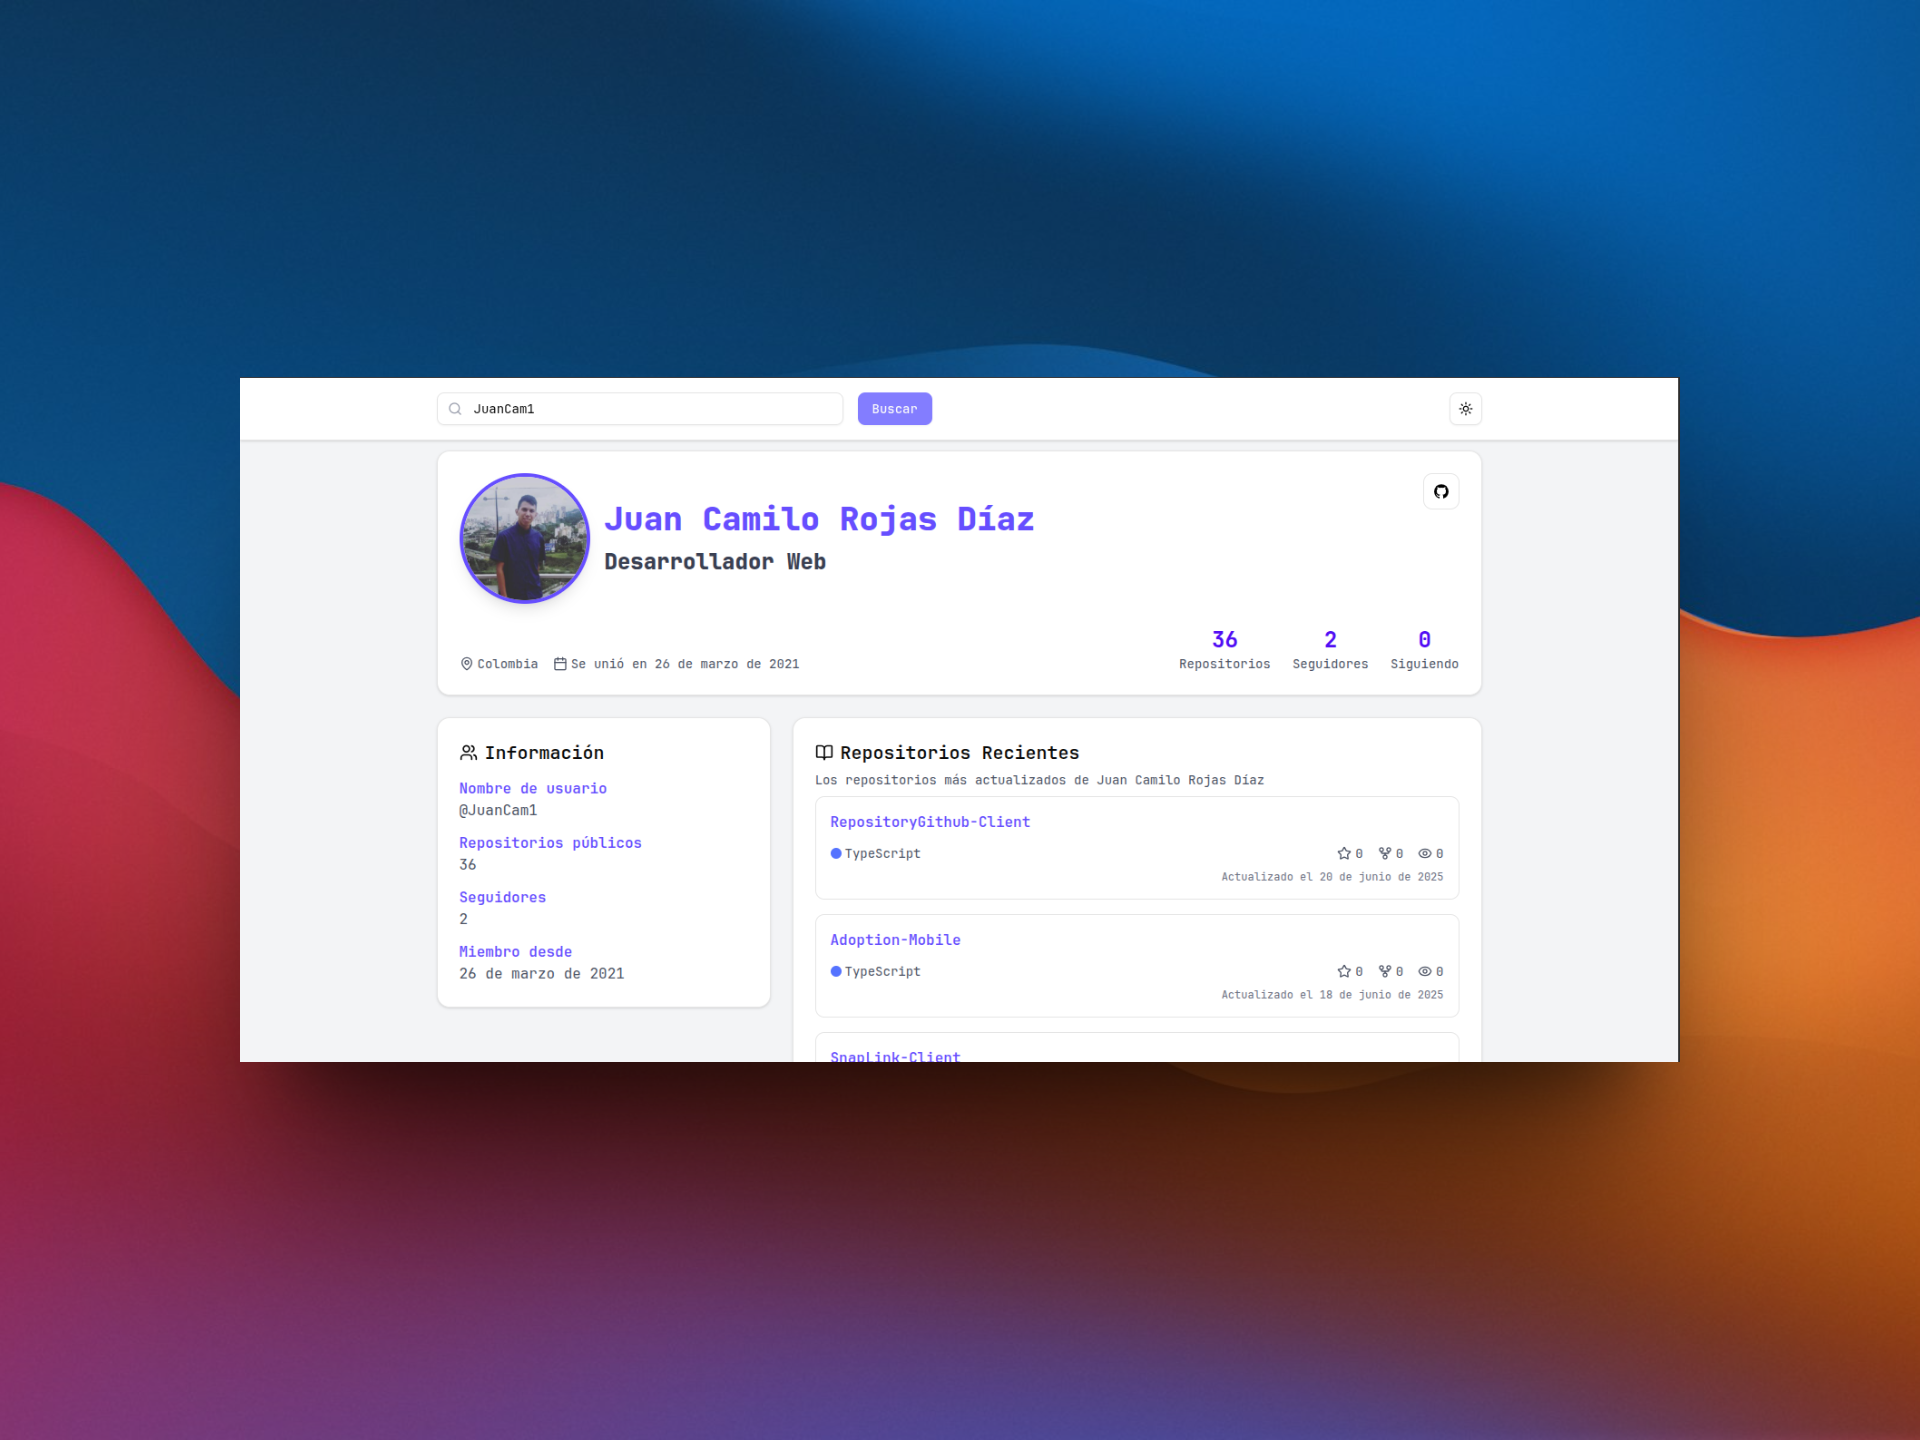 JuanCam1
Buscar
Juan Camilo Rojas Díaz
Desarrollador Web
Colombia
Se unió en 26 de marzo de 2021
36
Repositorios
2
Seguidores
0
Siguiendo
Información
Nombre de usuario
@JuanCam1
Repositorios públicos
36
Seguidores
2
Miembro desde
26 de marzo de 2021
Repositorios Recientes
Los repositorios más actualizados de Juan Camilo Rojas Díaz
RepositoryGithub-Client
TypeScript
0 0 0
Actualizado el 20 de junio de 2025
Adoption-Mobile
TypeScript
0 0 0
Actualizado el 18 de junio de 2025
SnapLink-Client